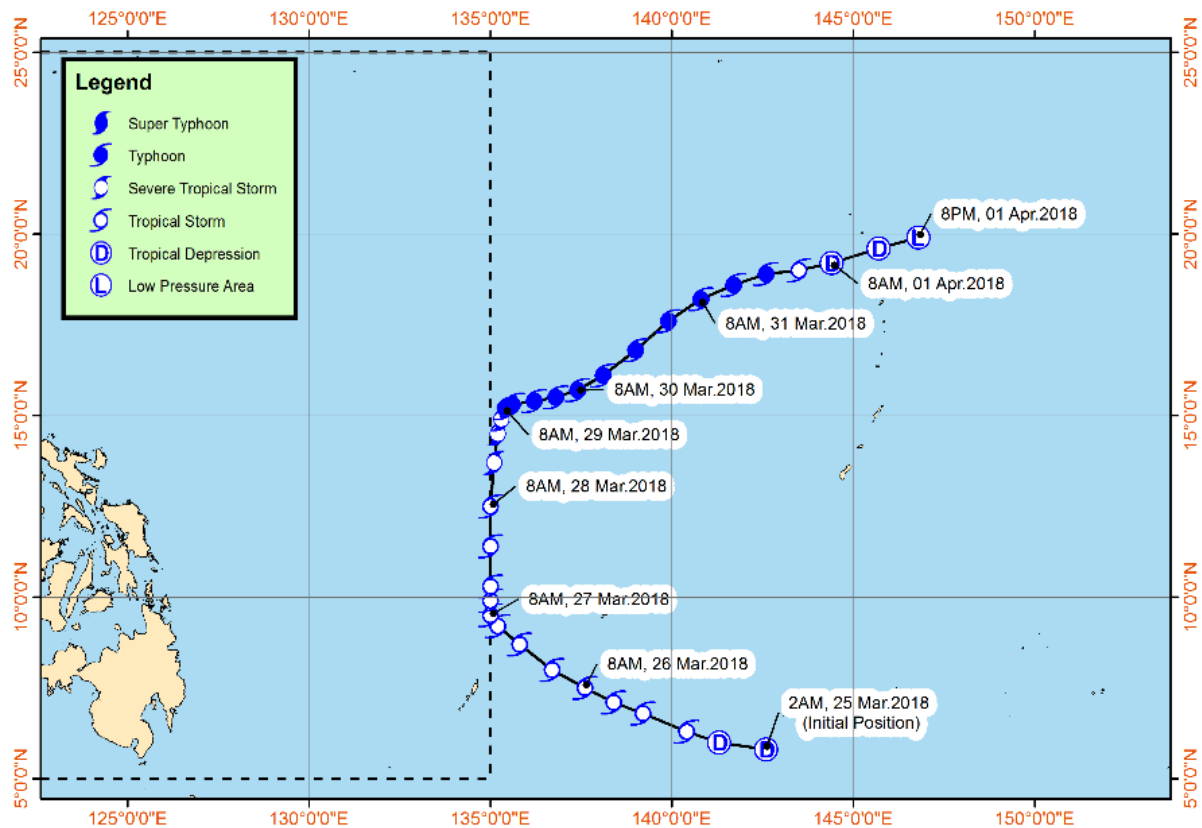 125°0'0"E 130°0'0"E 135°0'0"E 140°0'0"E 145°0'0"E 150°0'0"E
25°0'0"N
25°0'0"N
Legend
Super Typhoon
Typhoon
Severe Tropical Storm
Tropical Storm
D Tropical Depression
L Low Pressure Area
20°0'0"N
20°0'0"N
8PM, 01 Apr.2018
L
D
D
8AM, 01 Apr.2018
8AM, 31 Mar.2018
8AM, 30 Mar.2018
15°0'0"N
15°0'0"N
8AM, 29 Mar.2018
8AM, 28 Mar.2018
8AM, 27 Mar.2018
10°0'0"N
10°0'0"N
8AM, 26 Mar.2018
2AM, 25 Mar.2018
(Initial Position)
D
D
5°0'0"N
5°0'0"N
125°0'0"E 130°0'0"E 135°0'0"E 140°0'0"E 145°0'0"E 150°0'0"E